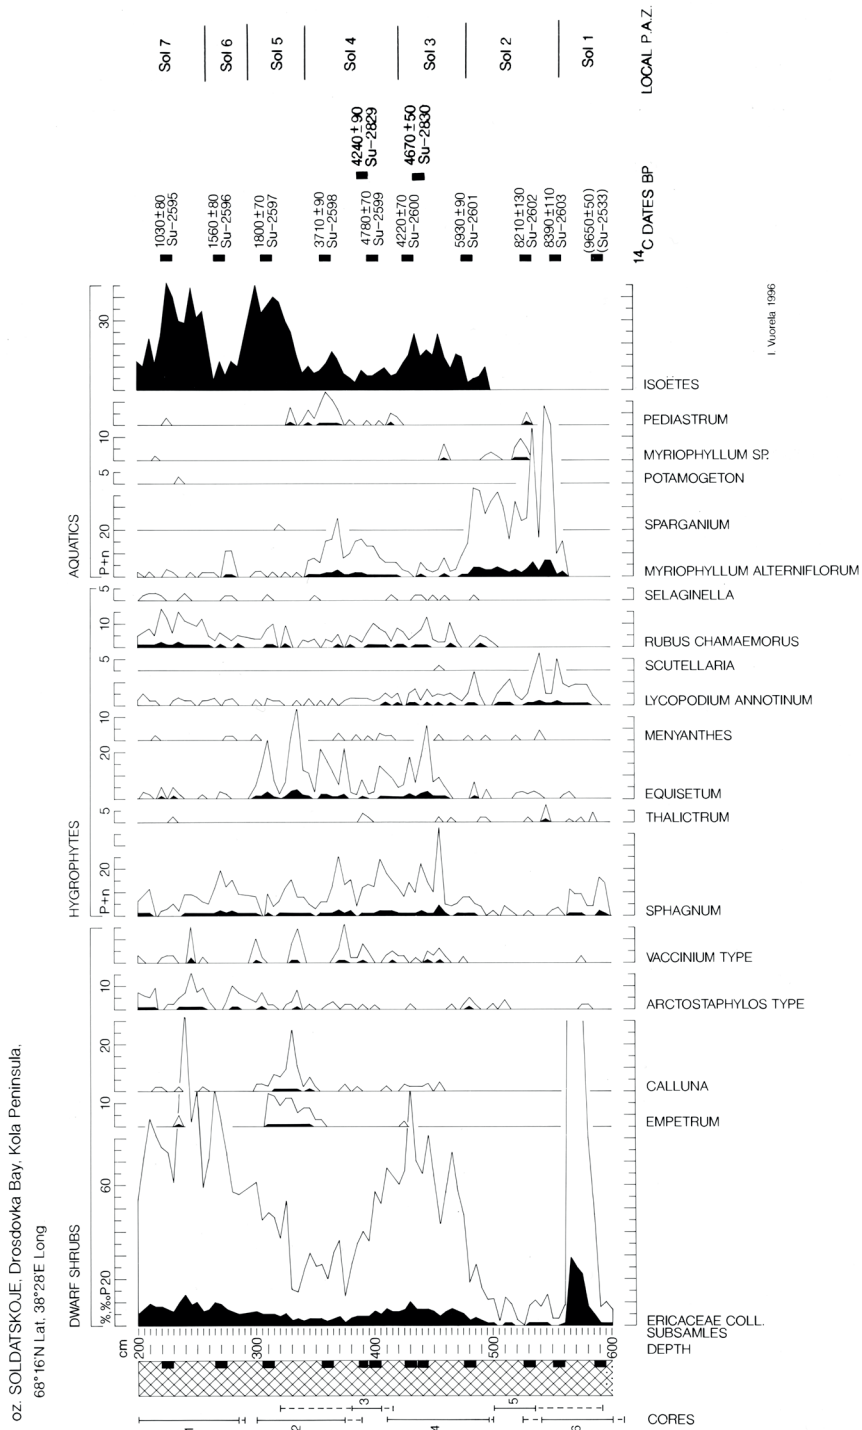 oz. SOLDATSKOJE, Drosdovka Bay, Kola Peninsula.
68°16'N Lat. 38°28'E Long
LOCAL P.A.Z.
Sol 7
Sol 6
Sol 5
Sol 4
Sol 3
Sol 2
Sol 1
14C DATES BP
1030±80
Su-2595
1560±80
Su-2596
1800±70
Su-2597
3710±90
Su-2598
4240±90
Su-2829
4780±70
Su-2599
4220±70
Su-2600
4670±50
Su-2830
5930±90
Su-2601
8210±130
Su-2602
8390±110
Su-2603
(9650±50)
(Su-2533)
I. Vuorela 1996
AQUATICS
30
ISOËTES
PEDIASTRUM
10
MYRIOPHYLLUM SP.
5
POTAMOGETON
SPARGANIUM
20
P+n
MYRIOPHYLLUM ALTERNIFLORUM
HYGROPHYTES
5
SELAGINELLA
10
RUBUS CHAMAEMORUS
5
SCUTELLARIA
LYCOPODIUM ANNOTINUM
10
MENYANTHES
20
EQUISETUM
5
THALICTRUM
20
P+n
SPHAGNUM
DWARF SHRUBS
VACCINIUM TYPE
10
ARCTOSTAPHYLOS TYPE
20
CALLUNA
10
EMPETRUM
60
20
%.‰P
ERICACEAE COLL.
SUBSAMLES
DEPTH
cm
200
300
400
500
600
CORES
1
2
3
4
5
6